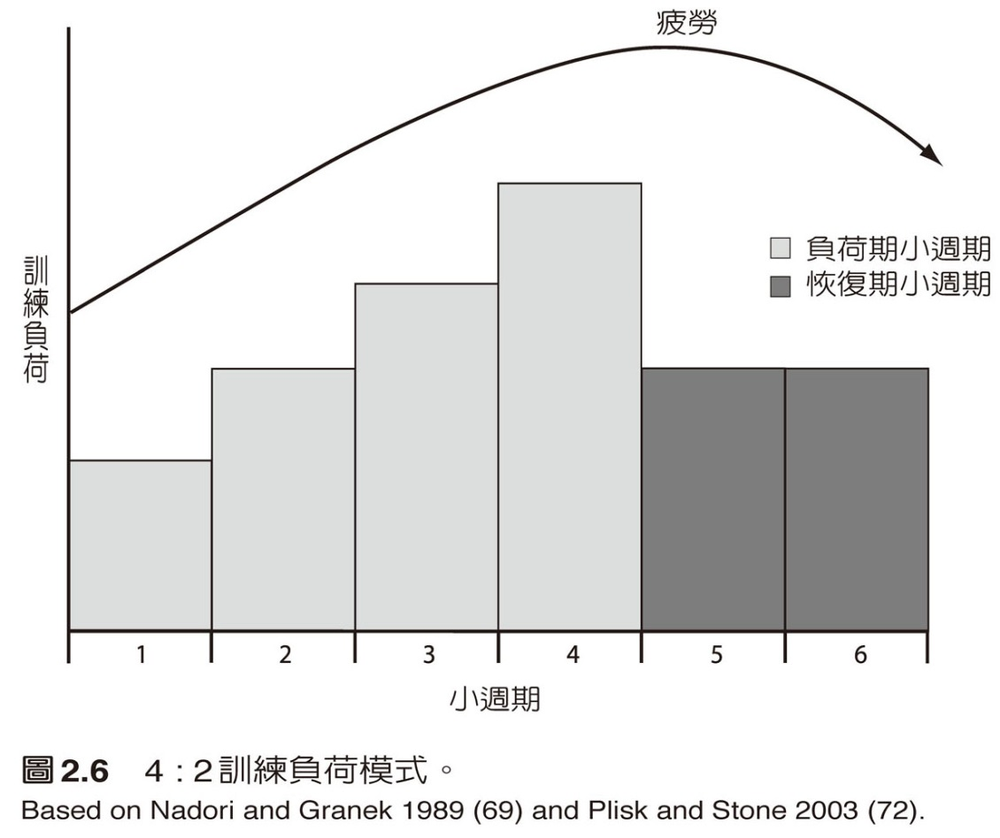 疲勞
訓練負荷
負荷期小週期
恢復期小週期
1 2 3 4 5 6
小週期
圖2.6 4:2訓練負荷模式。
Based on Nadori and Granek 1989 (69) and Plisk and Stone 2003 (72).